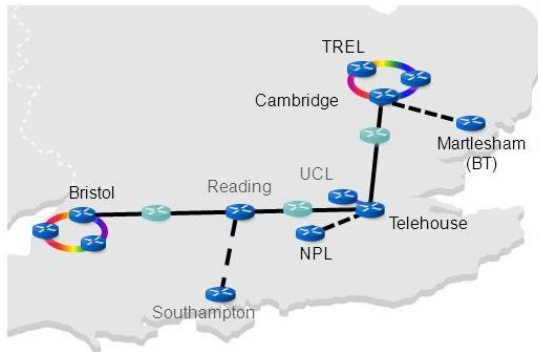 TREL
Cambridge
Martlesham
(BT)
UCL
Reading
Bristol
Telehouse
NPL
Southampton